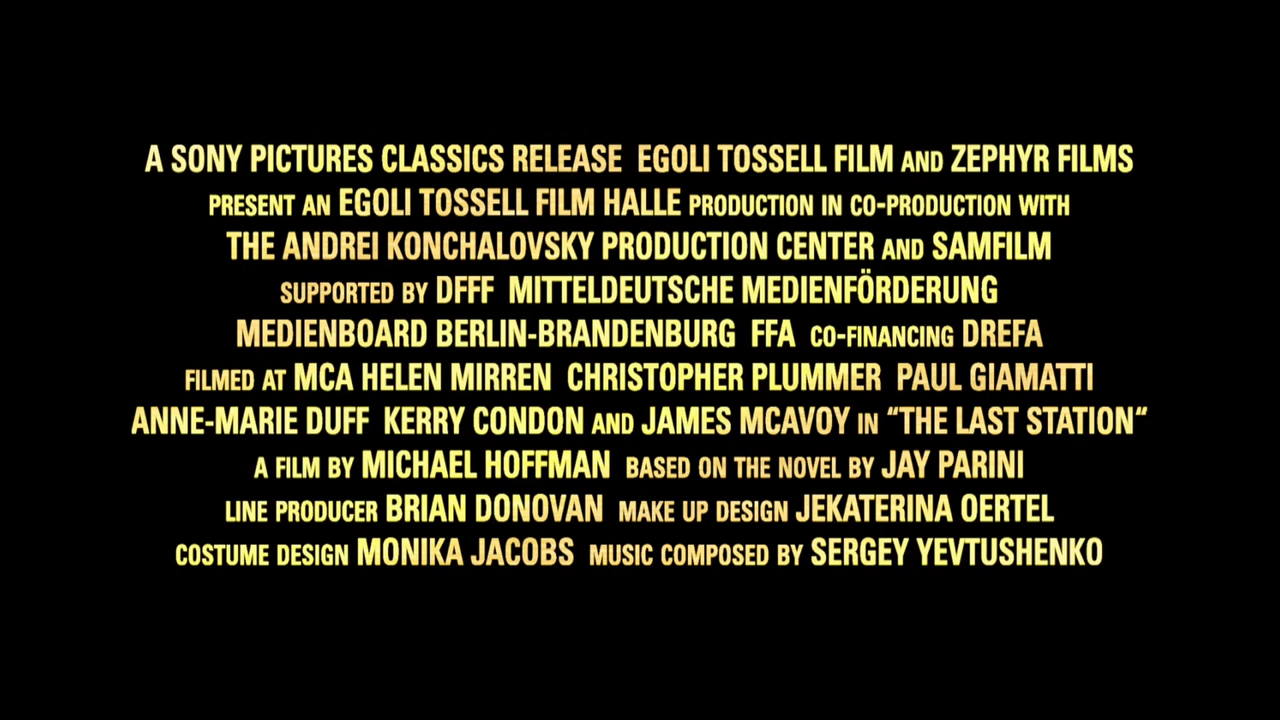 A SONY PICTURES CLASSICS RELEASE EGOLI TOSSELL FILM AND ZEPHYR FILMS
PRESENT AN EGOLI TOSSELL FILM HALLE PRODUCTION IN CO-PRODUCTION WITH
THE ANDREI KONCHALOVSKY PRODUCTION CENTER AND SAMFILM
SUPPORTED BY DFFF MITTELDEUTSCHE MEDIENFÖRDERUNG
MEDIENBOARD BERLIN-BRANDENBURG FFA CO-FINANCING DREFA
FILMED AT MCA HELEN MIRREN CHRISTOPHER PLUMMER PAUL GIAMATTI
ANNE-MARIE DUFF KERRY CONDON AND JAMES MCAVOY IN “THE LAST STATION“
A FILM BY MICHAEL HOFFMAN BASED ON THE NOVEL BY JAY PARINI
LINE PRODUCER BRIAN DONOVAN MAKE UP DESIGN JEKATERINA OERTEL
COSTUME DESIGN MONIKA JACOBS MUSIC COMPOSED BY SERGEY YEVTUSHENKO